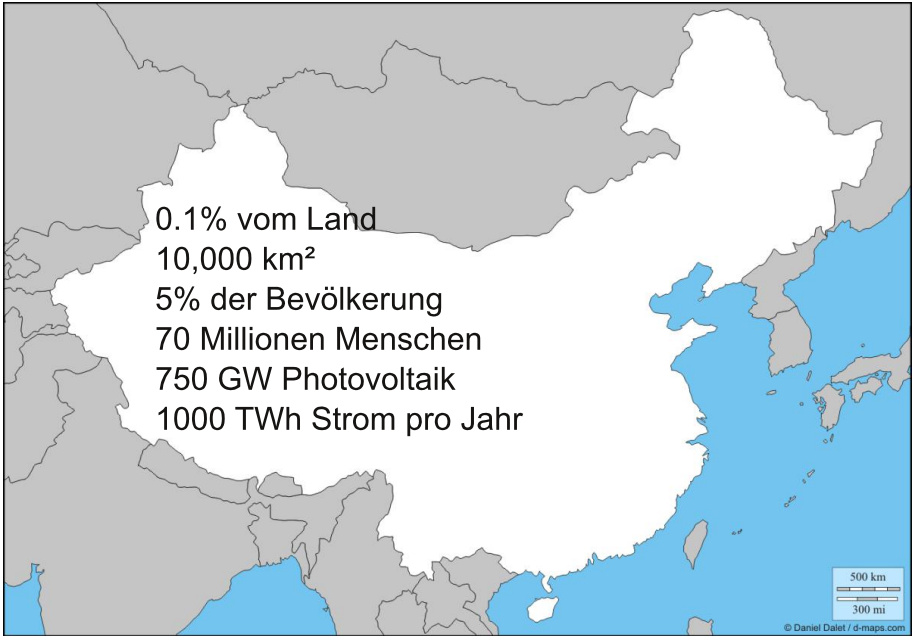 0.1% vom Land
10,000 km²
5% der Bevölkerung
70 Millionen Menschen
750 GW Photovoltaik
1000 TWh Strom pro Jahr
500 km
300 mi
© Daniel Dalet / d-maps.com